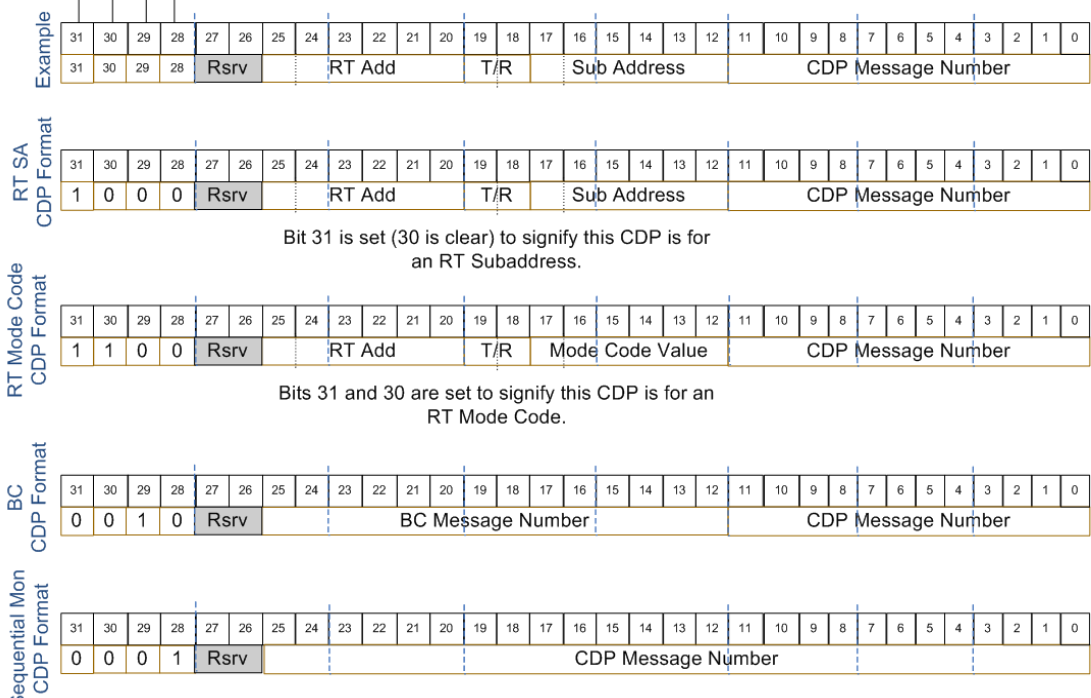 Example
31 30 29 28 27 26 25 24 23 22 21 20 19 18 17 16 15 14 13 12 11 10 9 8 7 6 5 4 3 2 1 0
31 30 29 28 Rsrv RT Add T/R Sub Address CDP Message Number
RT SA
CDP Format
31 30 29 28 27 26 25 24 23 22 21 20 19 18 17 16 15 14 13 12 11 10 9 8 7 6 5 4 3 2 1 0
1 0 0 0 Rsrv RT Add T/R Sub Address CDP Message Number
Bit 31 is set (30 is clear) to signify this CDP is for
an RT Subaddress.
RT Mode Code
CDP Format
31 30 29 28 27 26 25 24 23 22 21 20 19 18 17 16 15 14 13 12 11 10 9 8 7 6 5 4 3 2 1 0
1 1 0 0 Rsrv RT Add T/R Mode Code Value CDP Message Number
Bits 31 and 30 are set to signify this CDP is for an
RT Mode Code.
BC
CDP Format
31 30 29 28 27 26 25 24 23 22 21 20 19 18 17 16 15 14 13 12 11 10 9 8 7 6 5 4 3 2 1 0
0 0 1 0 Rsrv BC Message Number CDP Message Number
Sequential Mon
CDP Format
31 30 29 28 27 26 25 24 23 22 21 20 19 18 17 16 15 14 13 12 11 10 9 8 7 6 5 4 3 2 1 0
0 0 0 1 Rsrv CDP Message Number